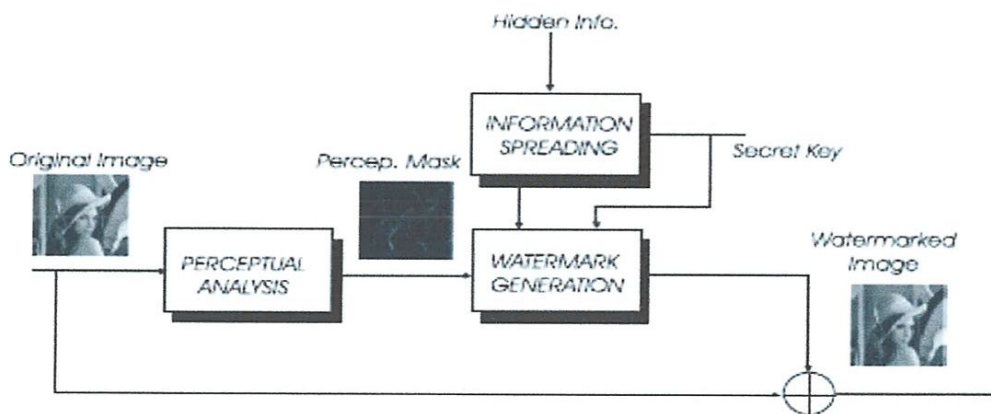 Hidden Info.
INFORMATION
SPREADING
Secret Key
Original Image
Percep. Mask
PERCEPTUAL
ANALYSIS
WATERMARK
GENERATION
Watermarked
Image